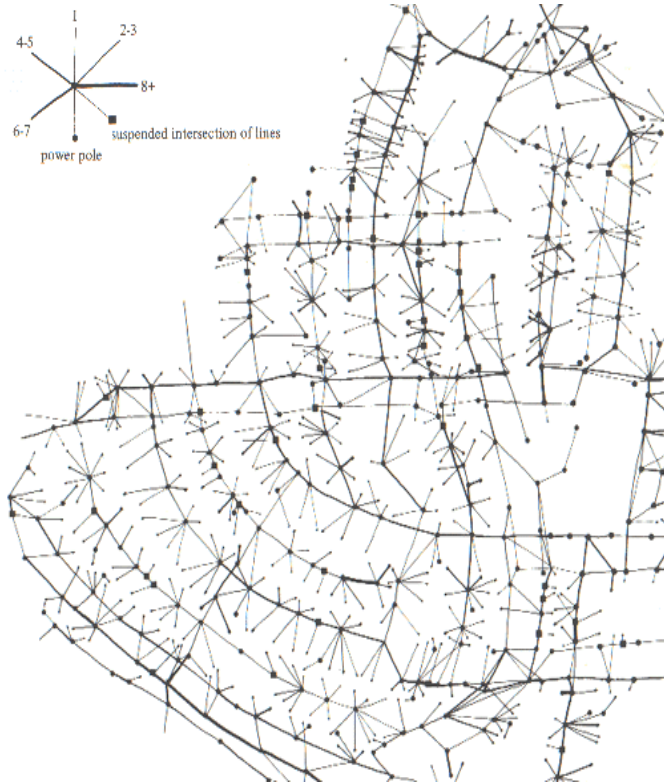 1
4-5
2-3
8+
6-7
suspended intersection of lines
power pole